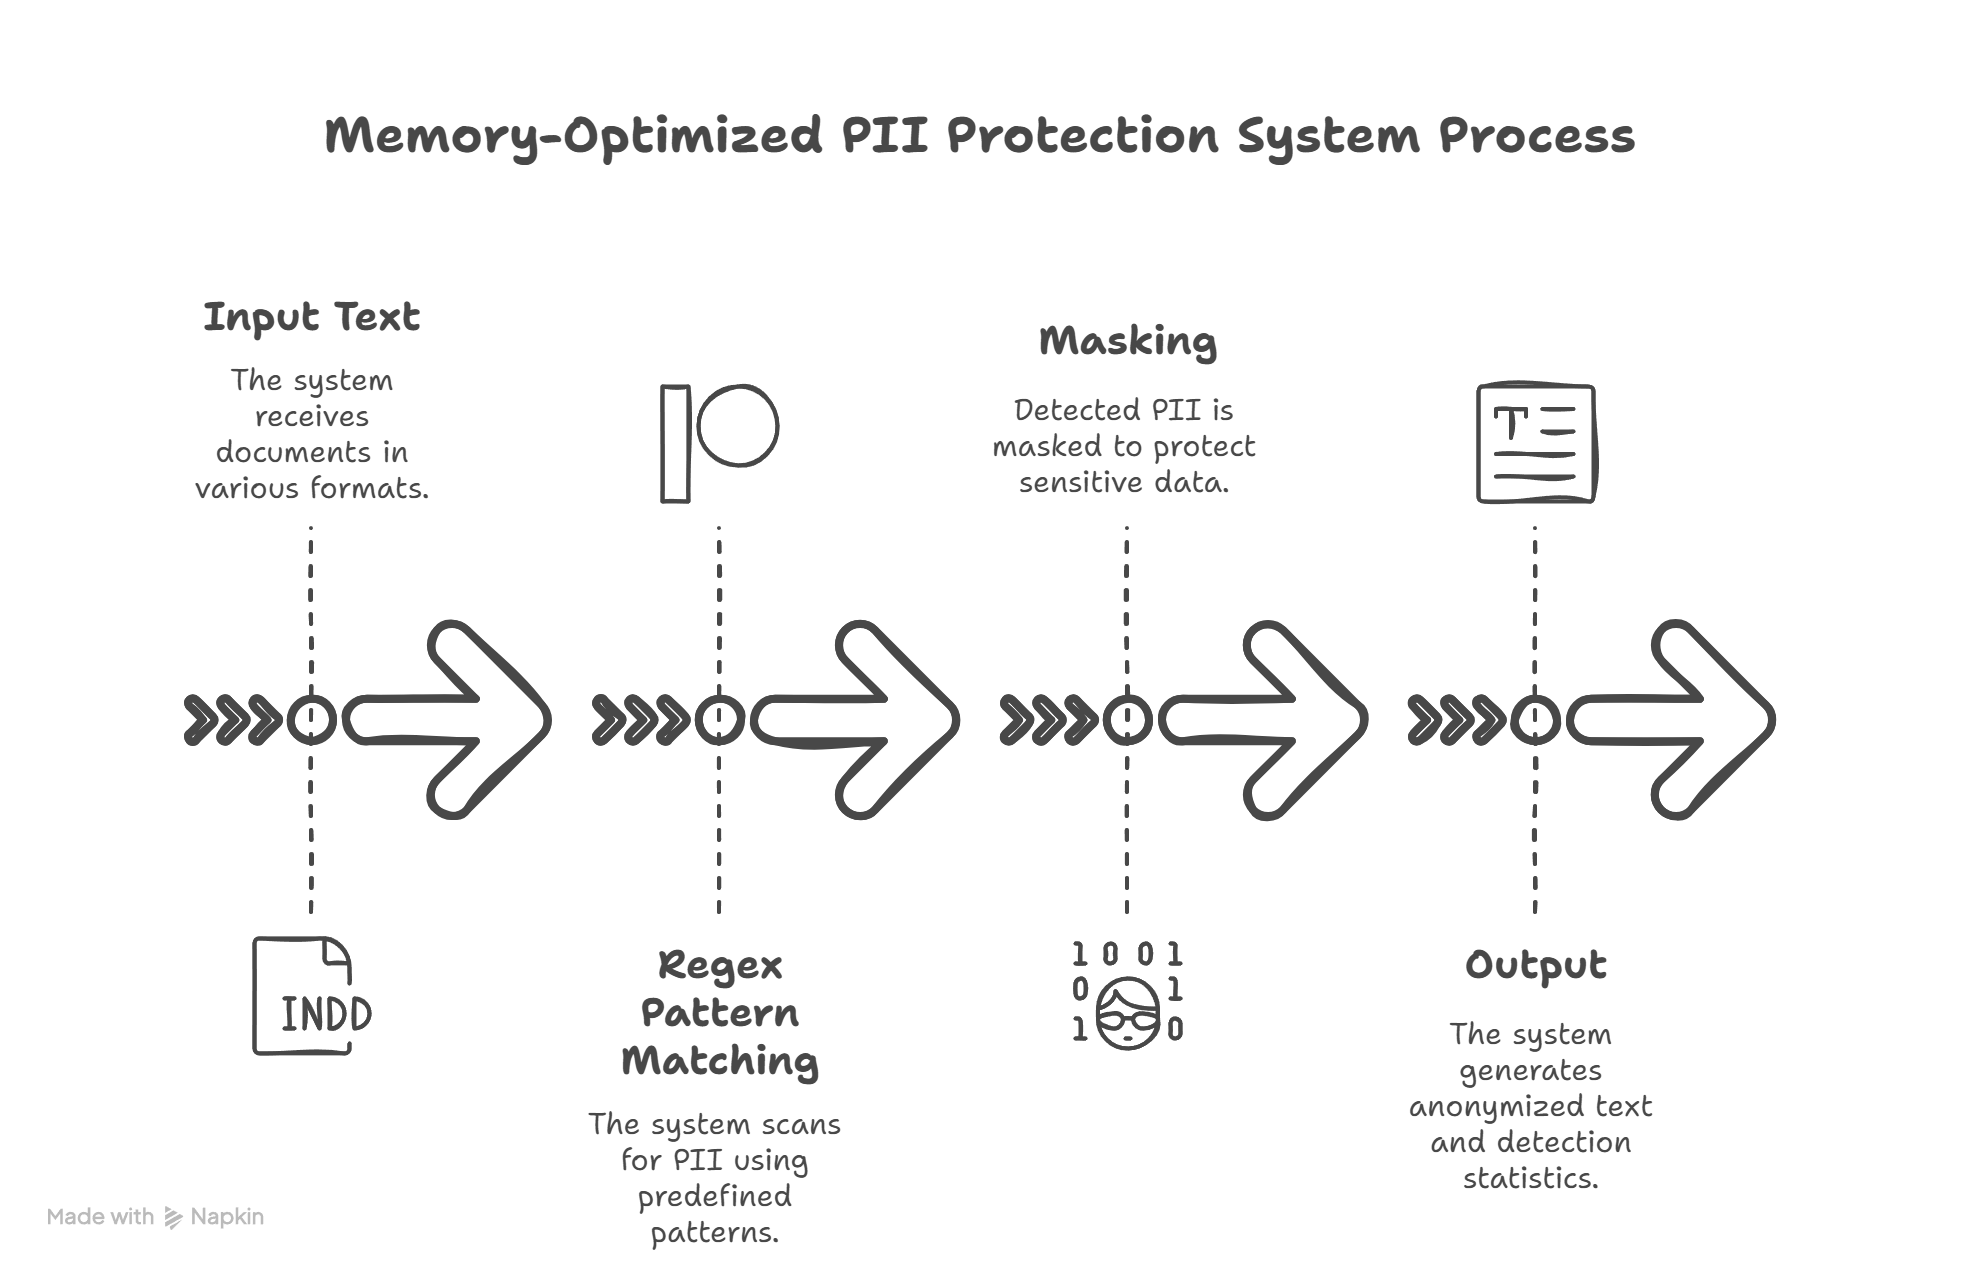 Memory-Optimized PII Protection System Process
Input Text
The system
receives
documents in
various formats.
INDD
Regex
Pattern
Matching
The system scans
for PII using
predefined
patterns.
Masking
Detected PII is
masked to protect
sensitive data.
1 0 0 1
0 1
1 0
T
Output
The system
generates
anonymized text
and detection
statistics.
Made with Napkin